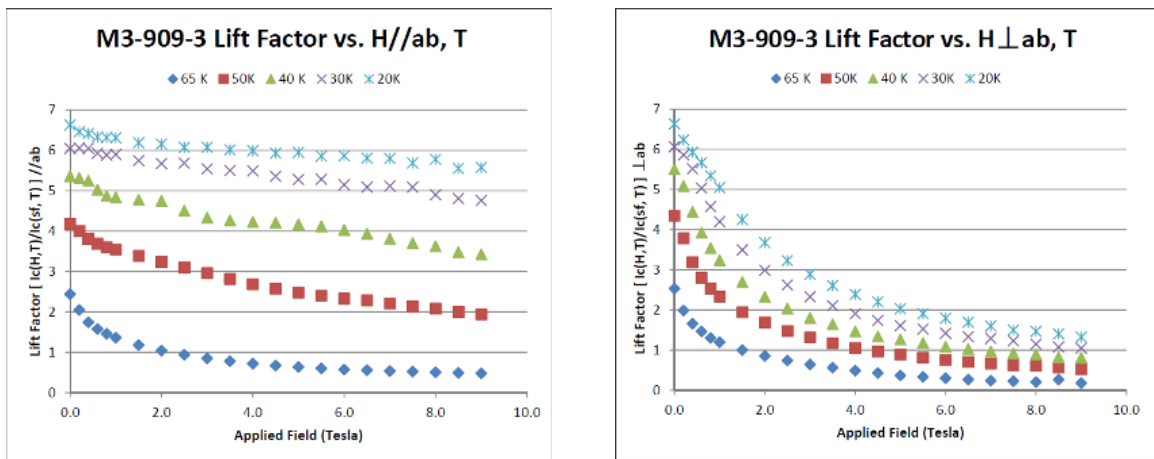 M3-909-3 Lift Factor vs. H//ab, T
65 K 50K 40 K 30K 20K
Lift Factor [ Ic(H,T)/Ic(sf, T) ] //ab
7
6
5
4
3
2
1
0
0.0 2.0 4.0 6.0 8.0 10.0
Applied Field (Tesla)
M3-909-3 Lift Factor vs. H⊥ab, T
65 K 50K 40 K 30K 20K
Lift Factor [ Ic(H,T)/Ic(sf, T) ] ⊥ab
7
6
5
4
3
2
1
0
0.0 2.0 4.0 6.0 8.0 10.0
Applied Field (Tesla)